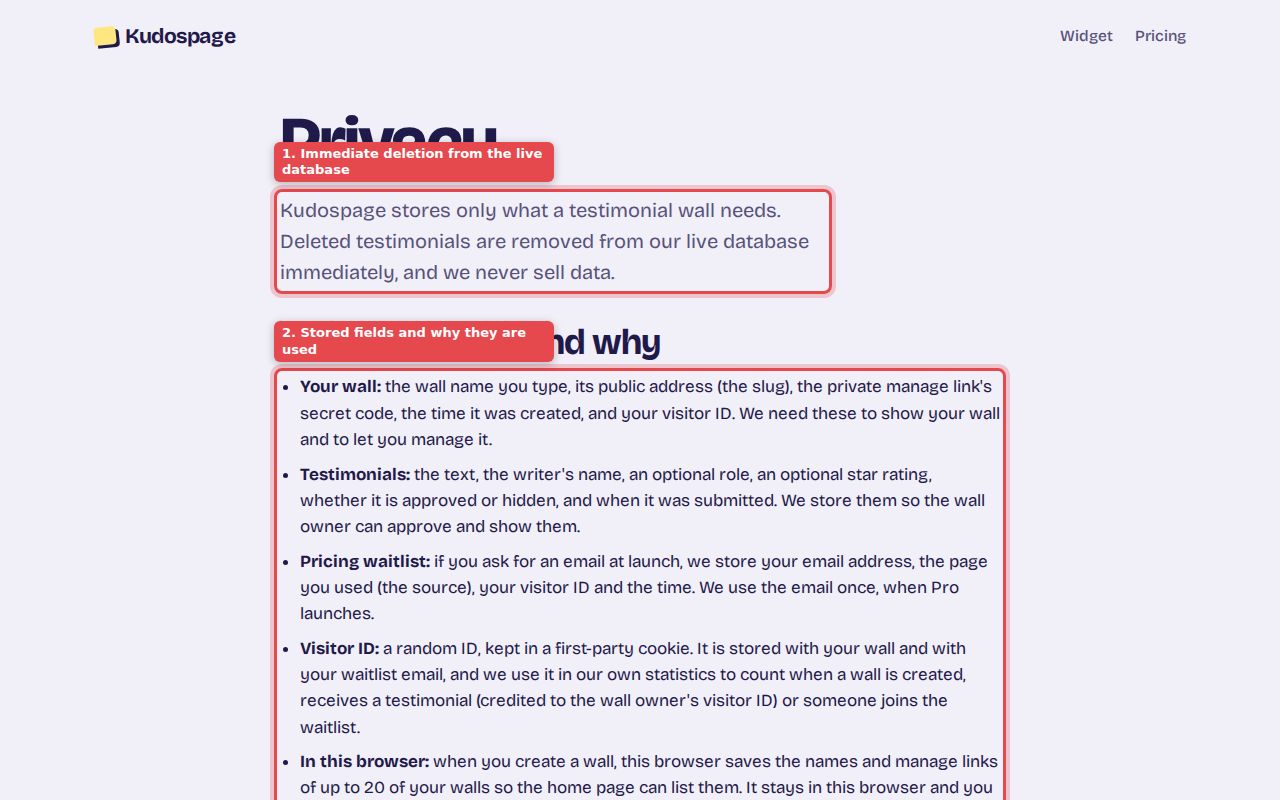 Kudospage
Widget
Pricing
Privacy
1. Immediate deletion from the live
database
Kudospage stores only what a testimonial wall needs.
Deleted testimonials are removed from our live database
immediately, and we never sell data.
2. Stored fields and why they are
used
and why
• Your wall: the wall name you type, its public address (the slug), the private manage link's
secret code, the time it was created, and your visitor ID. We need these to show your wall
and to let you manage it.
• Testimonials: the text, the writer's name, an optional role, an optional star rating,
whether it is approved or hidden, and when it was submitted. We store them so the wall
owner can approve and show them.
• Pricing waitlist: if you ask for an email at launch, we store your email address, the page
you used (the source), your visitor ID and the time. We use the email once, when Pro
launches.
• Visitor ID: a random ID, kept in a first-party cookie. It is stored with your wall and with
your waitlist email, and we use it in our own statistics to count when a wall is created,
receives a testimonial (credited to the wall owner's visitor ID) or someone joins the
waitlist.
• In this browser: when you create a wall, this browser saves the names and manage links
of up to 20 of your walls so the home page can list them. It stays in this browser and you